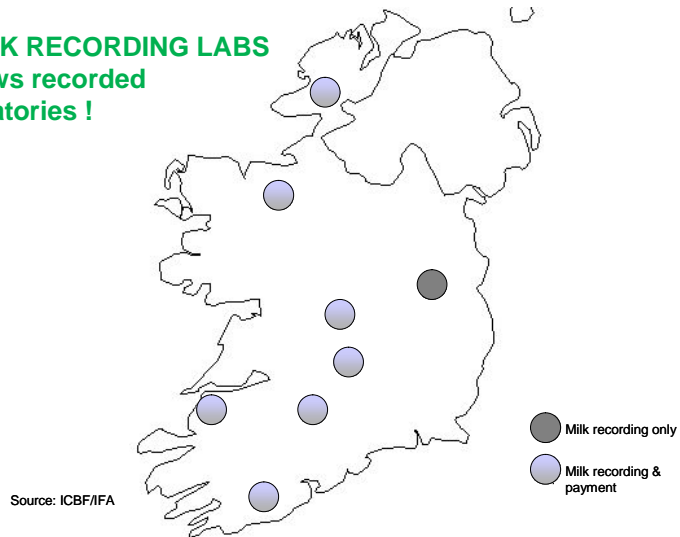 K RECORDING LABS
ws recorded
atories !
Milk recording only
Milk recording &
payment
Source: ICBF/IFA